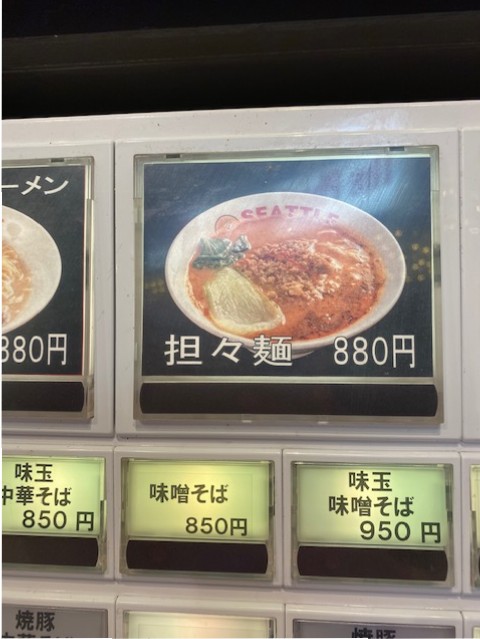 ーメン
SEATTLE
880円
担々麺 880円
味玉
中華そば
850円
味噌そば
850円
味玉
味噌そば
950円
焼豚